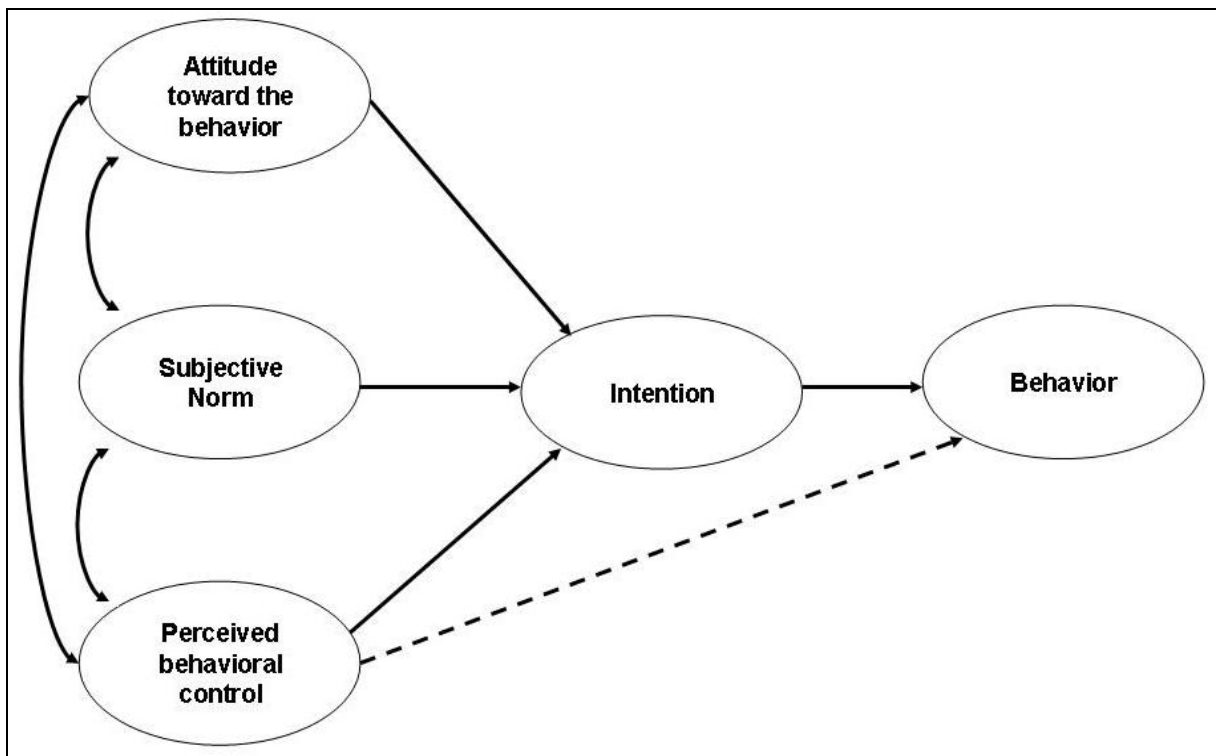 Attitude
toward the
behavior
Subjective
Norm
Intention
Behavior
Perceived
behavioral
control